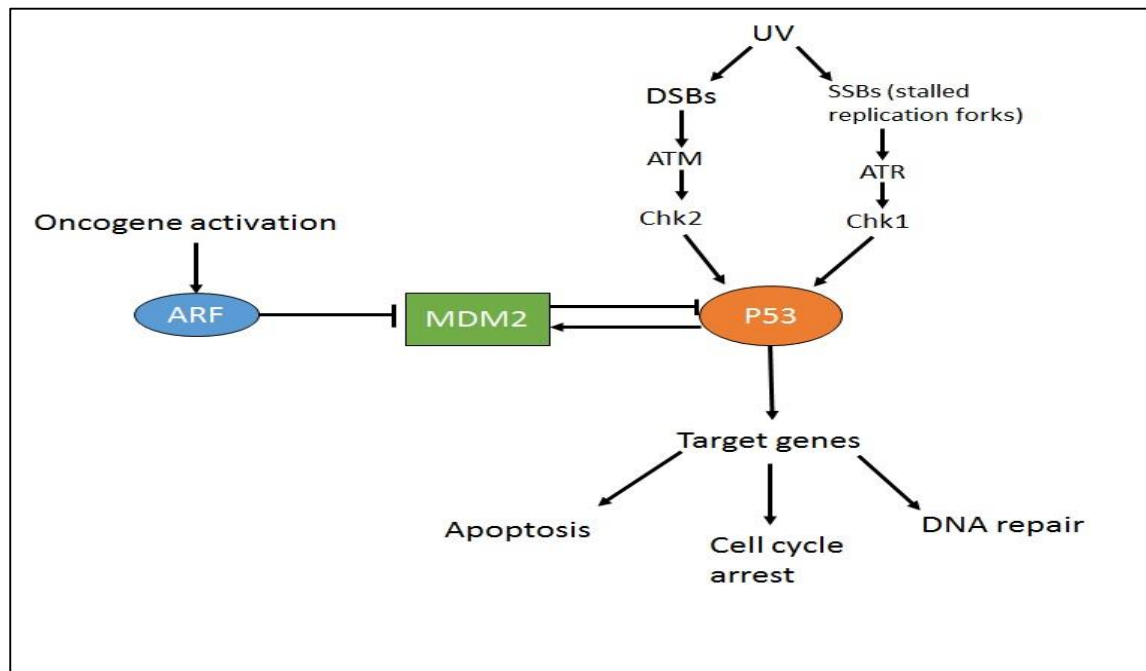 UV
DSBs
SSBs (stalled
replication forks)
ATM
ATR
Chk2
Chk1
Oncogene activation
ARF
MDM2
P53
Target genes
Apoptosis
Cell cycle
arrest
DNA repair